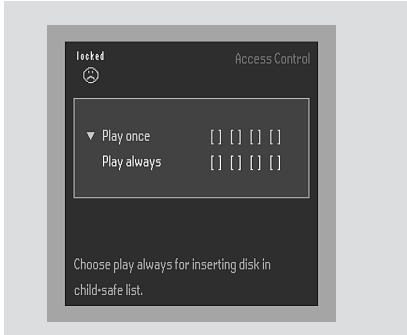 locked
Access Control
▼ Play once [ ] [ ] [ ] [ ]
Play always [ ] [ ] [ ] [ ]
Choose play always for inserting disk in
child-safe list.